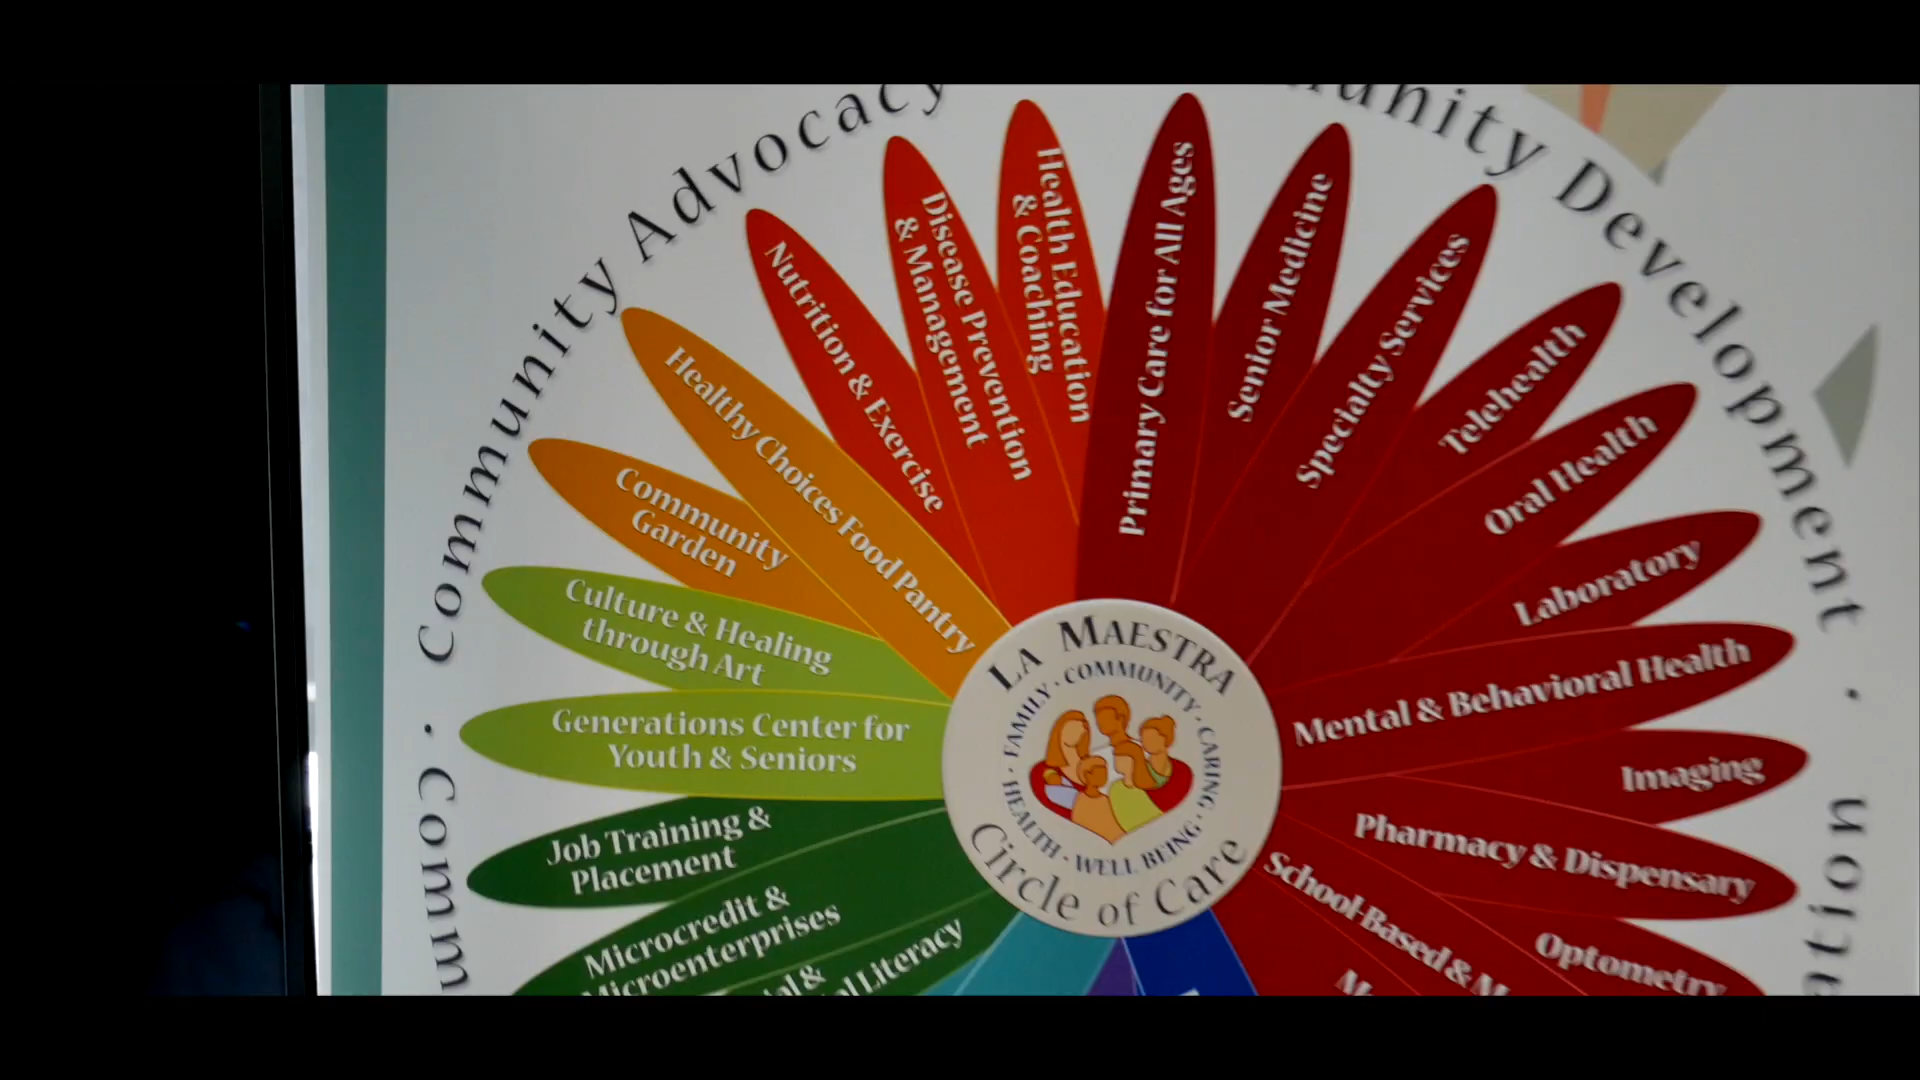 Community Advocacy
Development
Health Education
& Coaching
Disease Prevention
& Management
Nutrition & Exercise
Healthy Choices Food Pantry
Community
Garden
Culture & Healing
through Art
Generations Center for
Youth & Seniors
Job Training &
Placement
Microcredit &
Microenterprises
Literacy
Primary Care for All Ages
Senior Medicine
Specialty Services
Telehealth
Oral Health
Laboratory
Mental & Behavioral Health
Imaging
Pharmacy & Dispensary
School-Based &
Optometry
LA MAESTRA
FAMILY · COMMUNITY · CARING · WELL BEING · HEALTH ·
Circle of Care